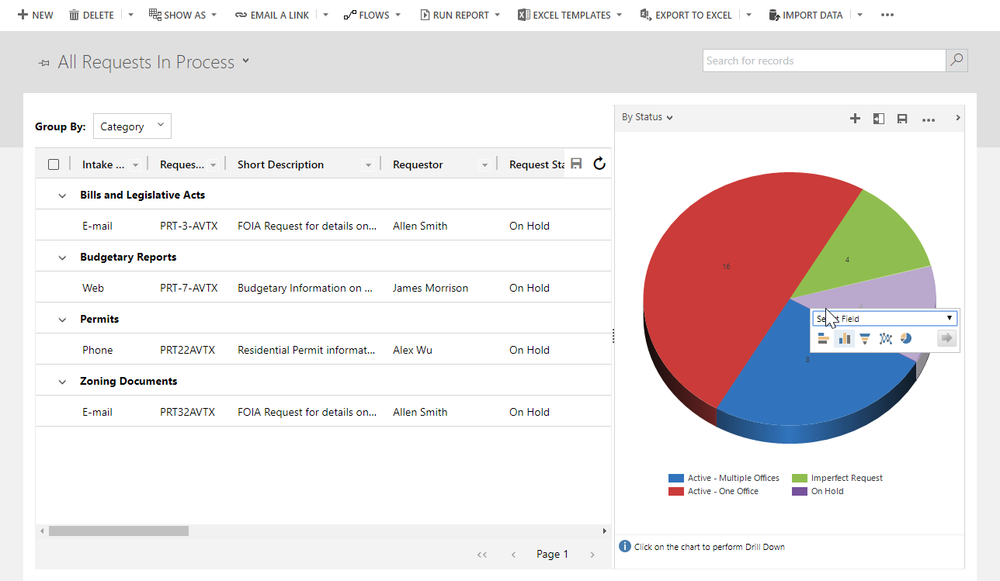 NEW DELETE SHOW AS EMAIL A LINK FLOWS RUN REPORT EXCEL TEMPLATES EXPORT TO EXCEL IMPORT DATA
All Requests In Process
Search for records
Group By: Category
Intake ... Reques... Short Description Requestor Request Sta
Bills and Legislative Acts
E-mail PRT-3-AVTX FOIA Request for details on... Allen Smith On Hold
Budgetary Reports
Web PRT-7-AVTX Budgetary Information on ... James Morrison On Hold
Permits
Phone PRT22AVTX Residential Permit informat... Alex Wu On Hold
Zoning Documents
E-mail PRT32AVTX FOIA Request for details on... Allen Smith On Hold
<< < Page 1 >
By Status
16
4
Field
8
Active - Multiple Offices Imperfect Request
Active - One Office On Hold
Click on the chart to perform Drill Down